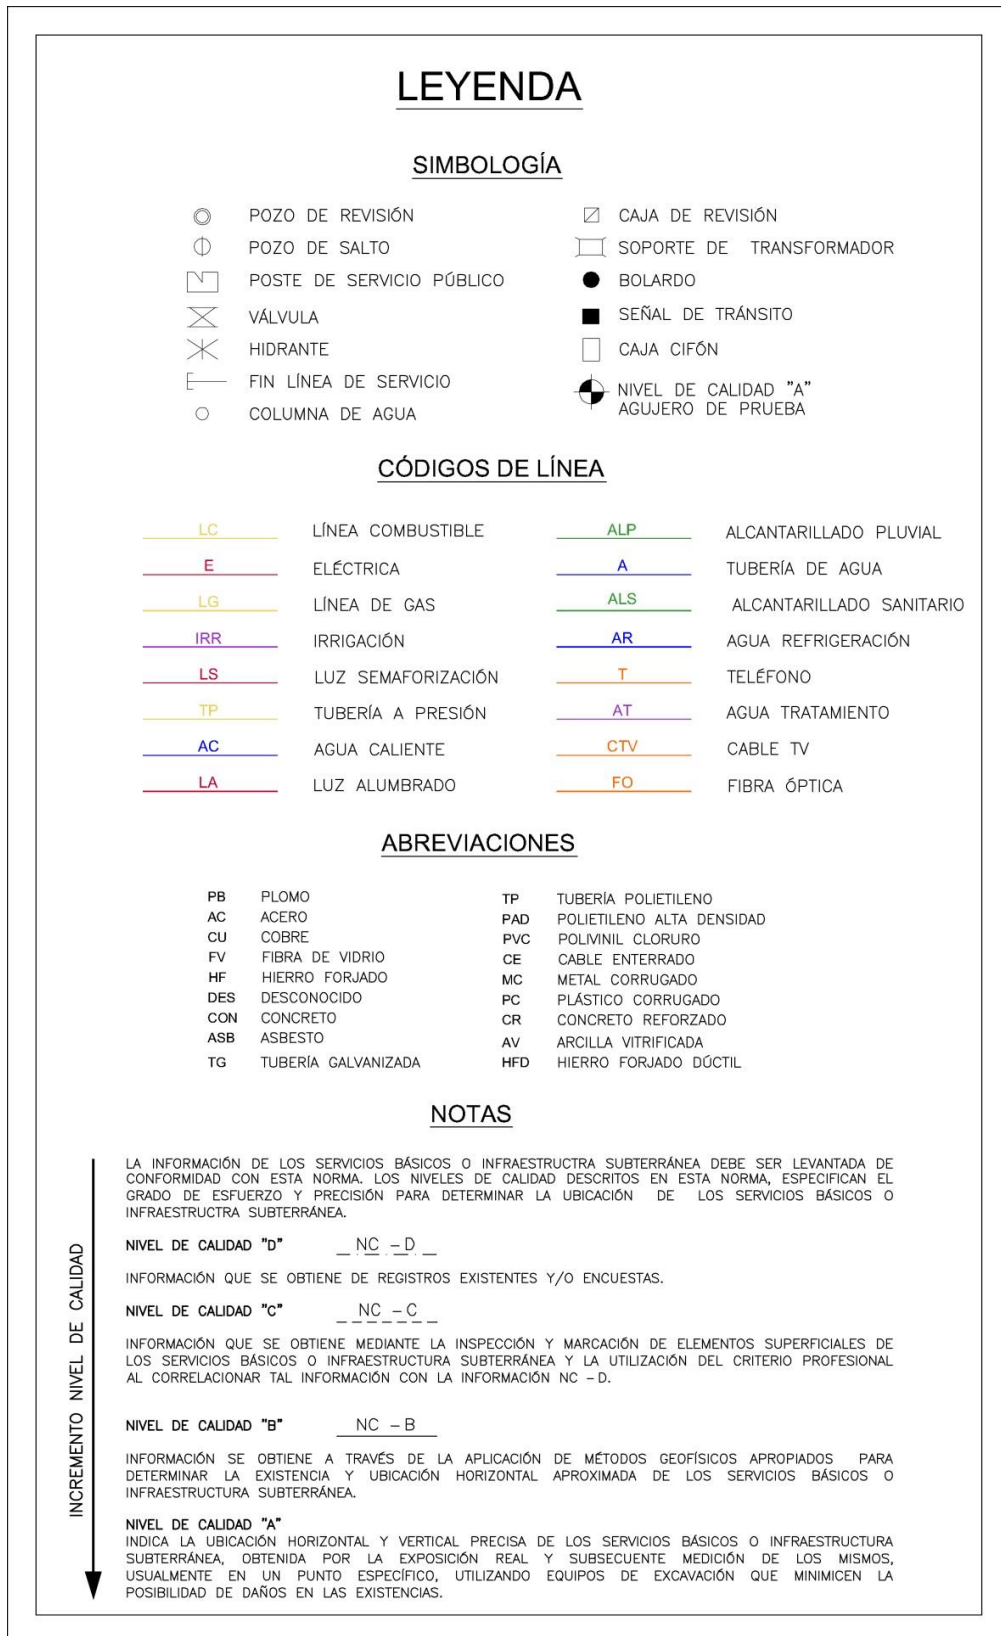 LEYENDA
SIMBOLOGÍA
POZO DE REVISIÓN
POZO DE SALTO
POSTE DE SERVICIO PÚBLICO
VÁLVULA
HIDRANTE
FIN LÍNEA DE SERVICIO
COLUMNA DE AGUA
CAJA DE REVISIÓN
SOPORTE DE TRANSFORMADOR
BOLARDO
SEÑAL DE TRÁNSITO
CAJA CIFÓN
NIVEL DE CALIDAD "A"
AGUJERO DE PRUEBA
CÓDIGOS DE LÍNEA
LC LÍNEA COMBUSTIBLE
E ELÉCTRICA
LG LÍNEA DE GAS
IRR IRRIGACIÓN
LS LUZ SEMAFORIZACIÓN
TP TUBERÍA A PRESIÓN
AC AGUA CALIENTE
LA LUZ ALUMBRADO
ALP ALCANTARILLADO PLUVIAL
A TUBERÍA DE AGUA
ALS ALCANTARILLADO SANITARIO
AR AGUA REFRIGERACIÓN
T TELÉFONO
AT AGUA TRATAMIENTO
CTV CABLE TV
FO FIBRA ÓPTICA
ABREVIACIONES
PB PLOMO
AC ACERO
CU COBRE
FV FIBRA DE VIDRIO
HF HIERRO FORJADO
DES DESCONOCIDO
CON CONCRETO
ASB ASBESTO
TG TUBERÍA GALVANIZADA
TP TUBERÍA POLIETILENO
PAD POLIETILENO ALTA DENSIDAD
PVC POLIVINIL CLORURO
CE CABLE ENTERRADO
MC METAL CORRUGADO
PC PLÁSTICO CORRUGADO
CR CONCRETO REFORZADO
AV ARCILLA VITRIFICADA
HFD HIERRO FORJADO DÚCTIL
NOTAS
INCREMENTO NIVEL DE CALIDAD
LA INFORMACIÓN DE LOS SERVICIOS BÁSICOS O INFRAESTRUCTRA SUBTERRÁNEA DEBE SER LEVANTADA DE
CONFORMIDAD CON ESTA NORMA. LOS NIVELES DE CALIDAD DESCRITOS EN ESTA NORMA, ESPECIFICAN EL
GRADO DE ESFUERZO Y PRECISIÓN PARA DETERMINAR LA UBICACIÓN DE LOS SERVICIOS BÁSICOS O
INFRAESTRUCTRA SUBTERRÁNEA.
NIVEL DE CALIDAD "D" NC - D
INFORMACIÓN QUE SE OBTIENE DE REGISTROS EXISTENTES Y/O ENCUESTAS.
NIVEL DE CALIDAD "C" NC - C
INFORMACIÓN QUE SE OBTIENE MEDIANTE LA INSPECCIÓN Y MARCACIÓN DE ELEMENTOS SUPERFICIALES DE
LOS SERVICIOS BÁSICOS O INFRAESTRUCTURA SUBTERRÁNEA Y LA UTILIZACIÓN DEL CRITERIO PROFESIONAL
AL CORRELACIONAR TAL INFORMACIÓN CON LA INFORMACIÓN NC - D.
NIVEL DE CALIDAD "B" NC - B
INFORMACIÓN SE OBTIENE A TRAVÉS DE LA APLICACIÓN DE MÉTODOS GEOFÍSICOS APROPIADOS PARA
DETERMINAR LA EXISTENCIA Y UBICACIÓN HORIZONTAL APROXIMADA DE LOS SERVICIOS BÁSICOS O
INFRAESTRUCTURA SUBTERRÁNEA.
NIVEL DE CALIDAD "A"
INDICA LA UBICACIÓN HORIZONTAL Y VERTICAL PRECISA DE LOS SERVICIOS BÁSICOS O INFRAESTRUCTURA
SUBTERRÁNEA, OBTENIDA POR LA EXPOSICIÓN REAL Y SUBSECUENTE MEDICIÓN DE LOS MISMOS,
USUALMENTE EN UN PUNTO ESPECÍFICO, UTILIZANDO EQUIPOS DE EXCAVACIÓN QUE MINIMICEN LA
POSIBILIDAD DE DAÑOS EN LAS EXISTENCIAS.